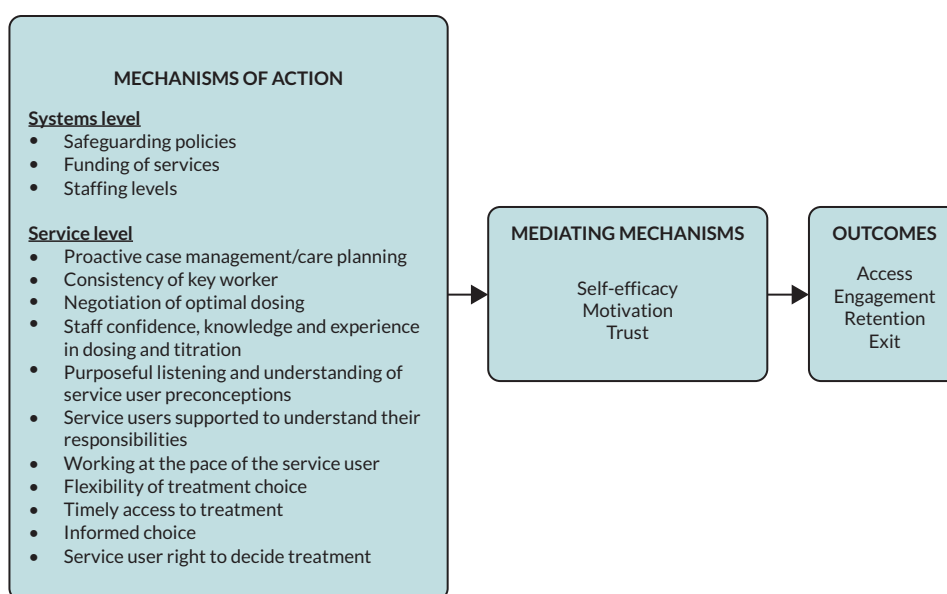 MECHANISMS OF ACTION
Systems level
• Safeguarding policies
• Funding of services
• Staffing levels
Service level
• Proactive case management/care planning
• Consistency of key worker
• Negotiation of optimal dosing
• Staff confidence, knowledge and experience
in dosing and titration
• Purposeful listening and understanding of
service user preconceptions
• Service users supported to understand their
responsibilities
• Working at the pace of the service user
• Flexibility of treatment choice
• Timely access to treatment
• Informed choice
• Service user right to decide treatment
MEDIATING MECHANISMS
Self-efficacy
Motivation
Trust
OUTCOMES
Access
Engagement
Retention
Exit